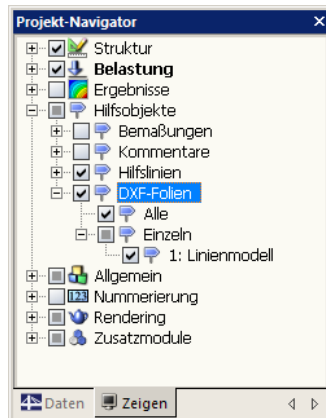 Projekt-Navigator
Struktur
Belastung
Ergebnisse
Hilfsobjekte
Bemaßungen
Kommentare
Hilfslinien
DXF-Folien
Alle
Einzeln
1: Linienmodell
Allgemein
123 Nummerierung
Rendering
Zusatzmodule
Daten Zeigen